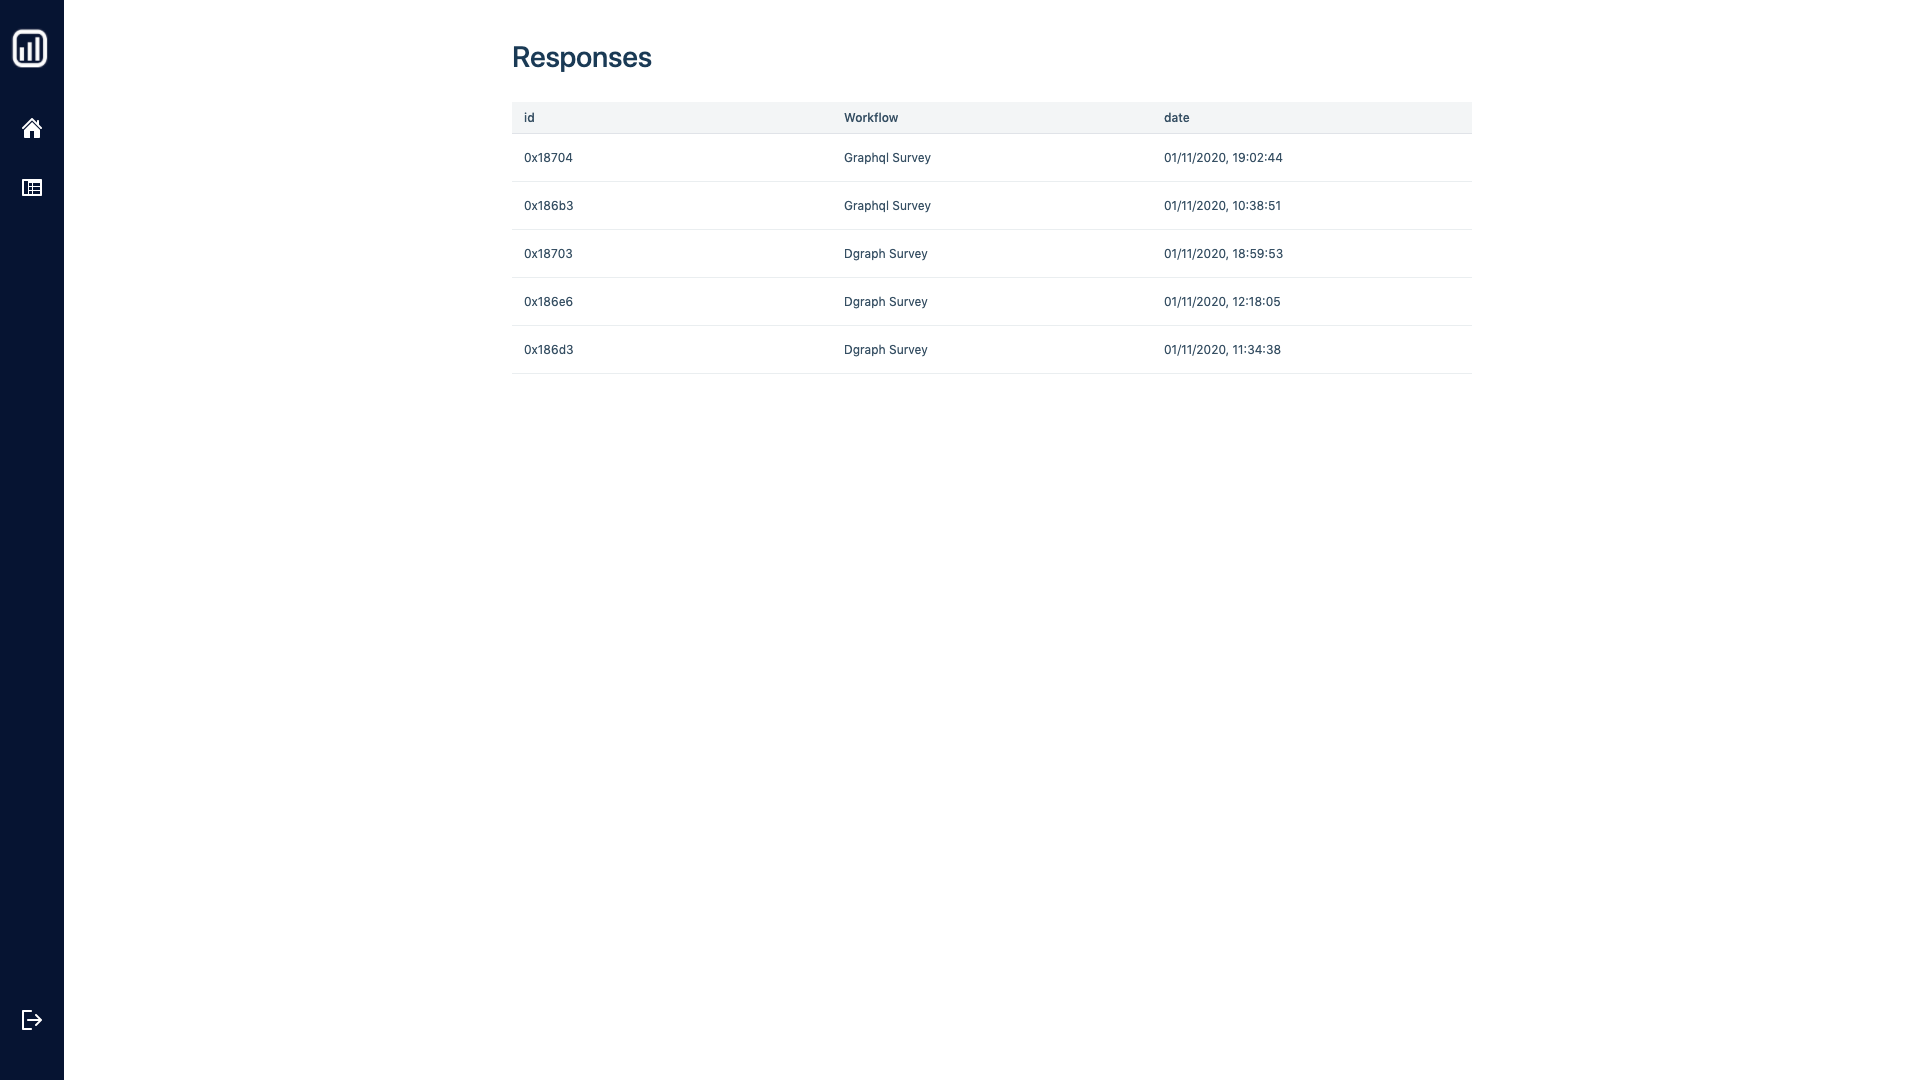 Responses
id Workflow date
0x18704 Graphql Survey 01/11/2020, 19:02:44
0x186b3 Graphql Survey 01/11/2020, 10:38:51
0x18703 Dgraph Survey 01/11/2020, 18:59:53
0x186e6 Dgraph Survey 01/11/2020, 12:18:05
0x186d3 Dgraph Survey 01/11/2020, 11:34:38